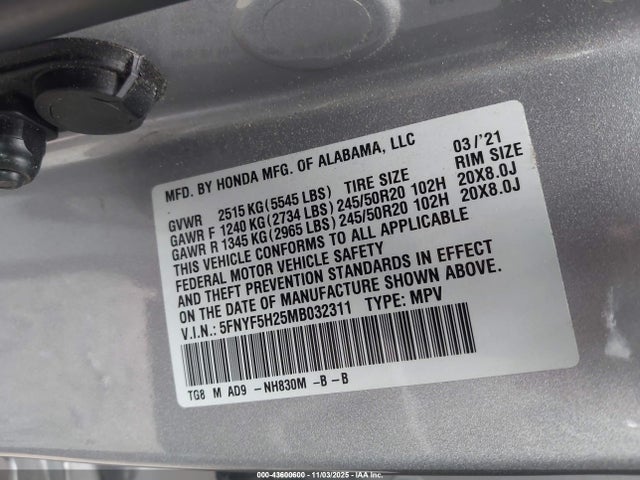 MFD. BY HONDA MFG. OF ALABAMA, LLC 03/'21
GVWR 2515 KG (5545 LBS) TIRE SIZE RIM SIZE
GAWR F 1240 KG (2734 LBS) 245/50R20 102H 20X8.0J
GAWR R 1345 KG (2965 LBS) 245/50R20 102H 20X8.0J
THIS VEHICLE CONFORMS TO ALL APPLICABLE
FEDERAL MOTOR VEHICLE SAFETY
AND THEFT PREVENTION STANDARDS IN EFFECT
ON THE DATE OF MANUFACTURE SHOWN ABOVE.
V.I.N.: 5FNYF5H25MB032311 TYPE: MPV
TG8 M AD9 -NH830M -B -B
000-43600600 - 11/03/2025 - IAA Inc.